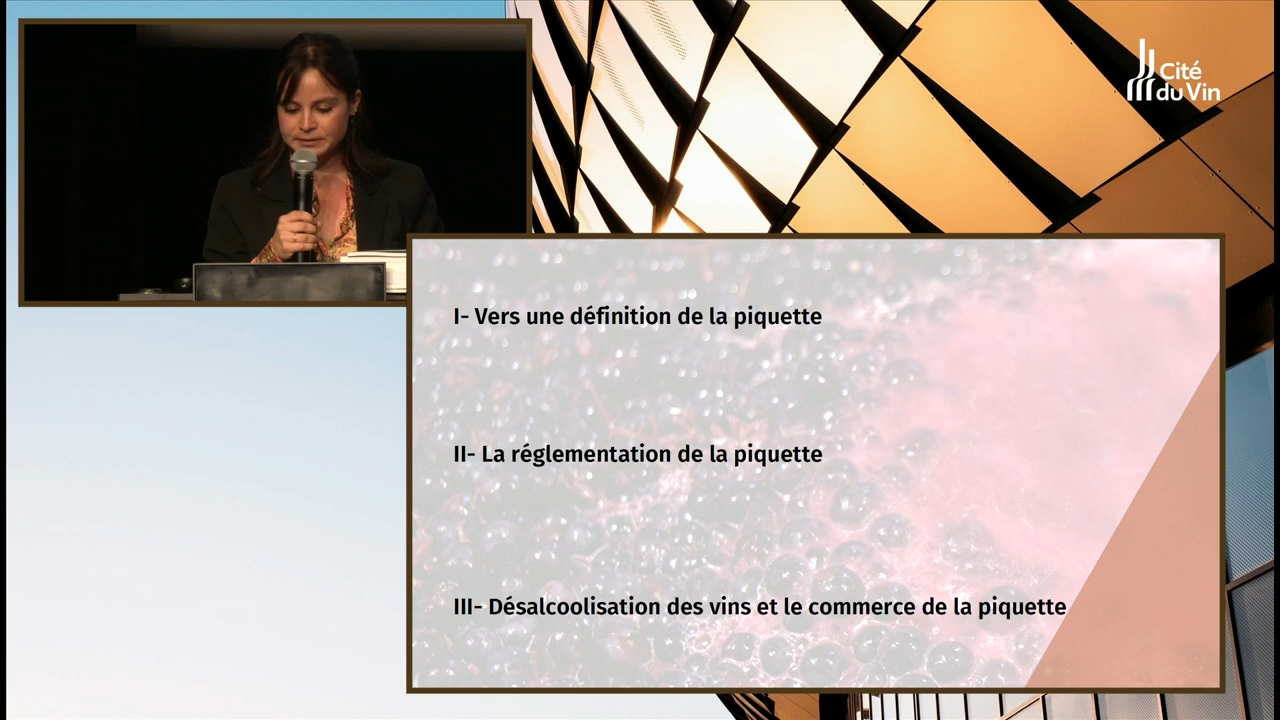 Cité
du Vin
I- Vers une définition de la piquette
II- La réglementation de la piquette
III- Désalcoolisation des vins et le commerce de la piquette